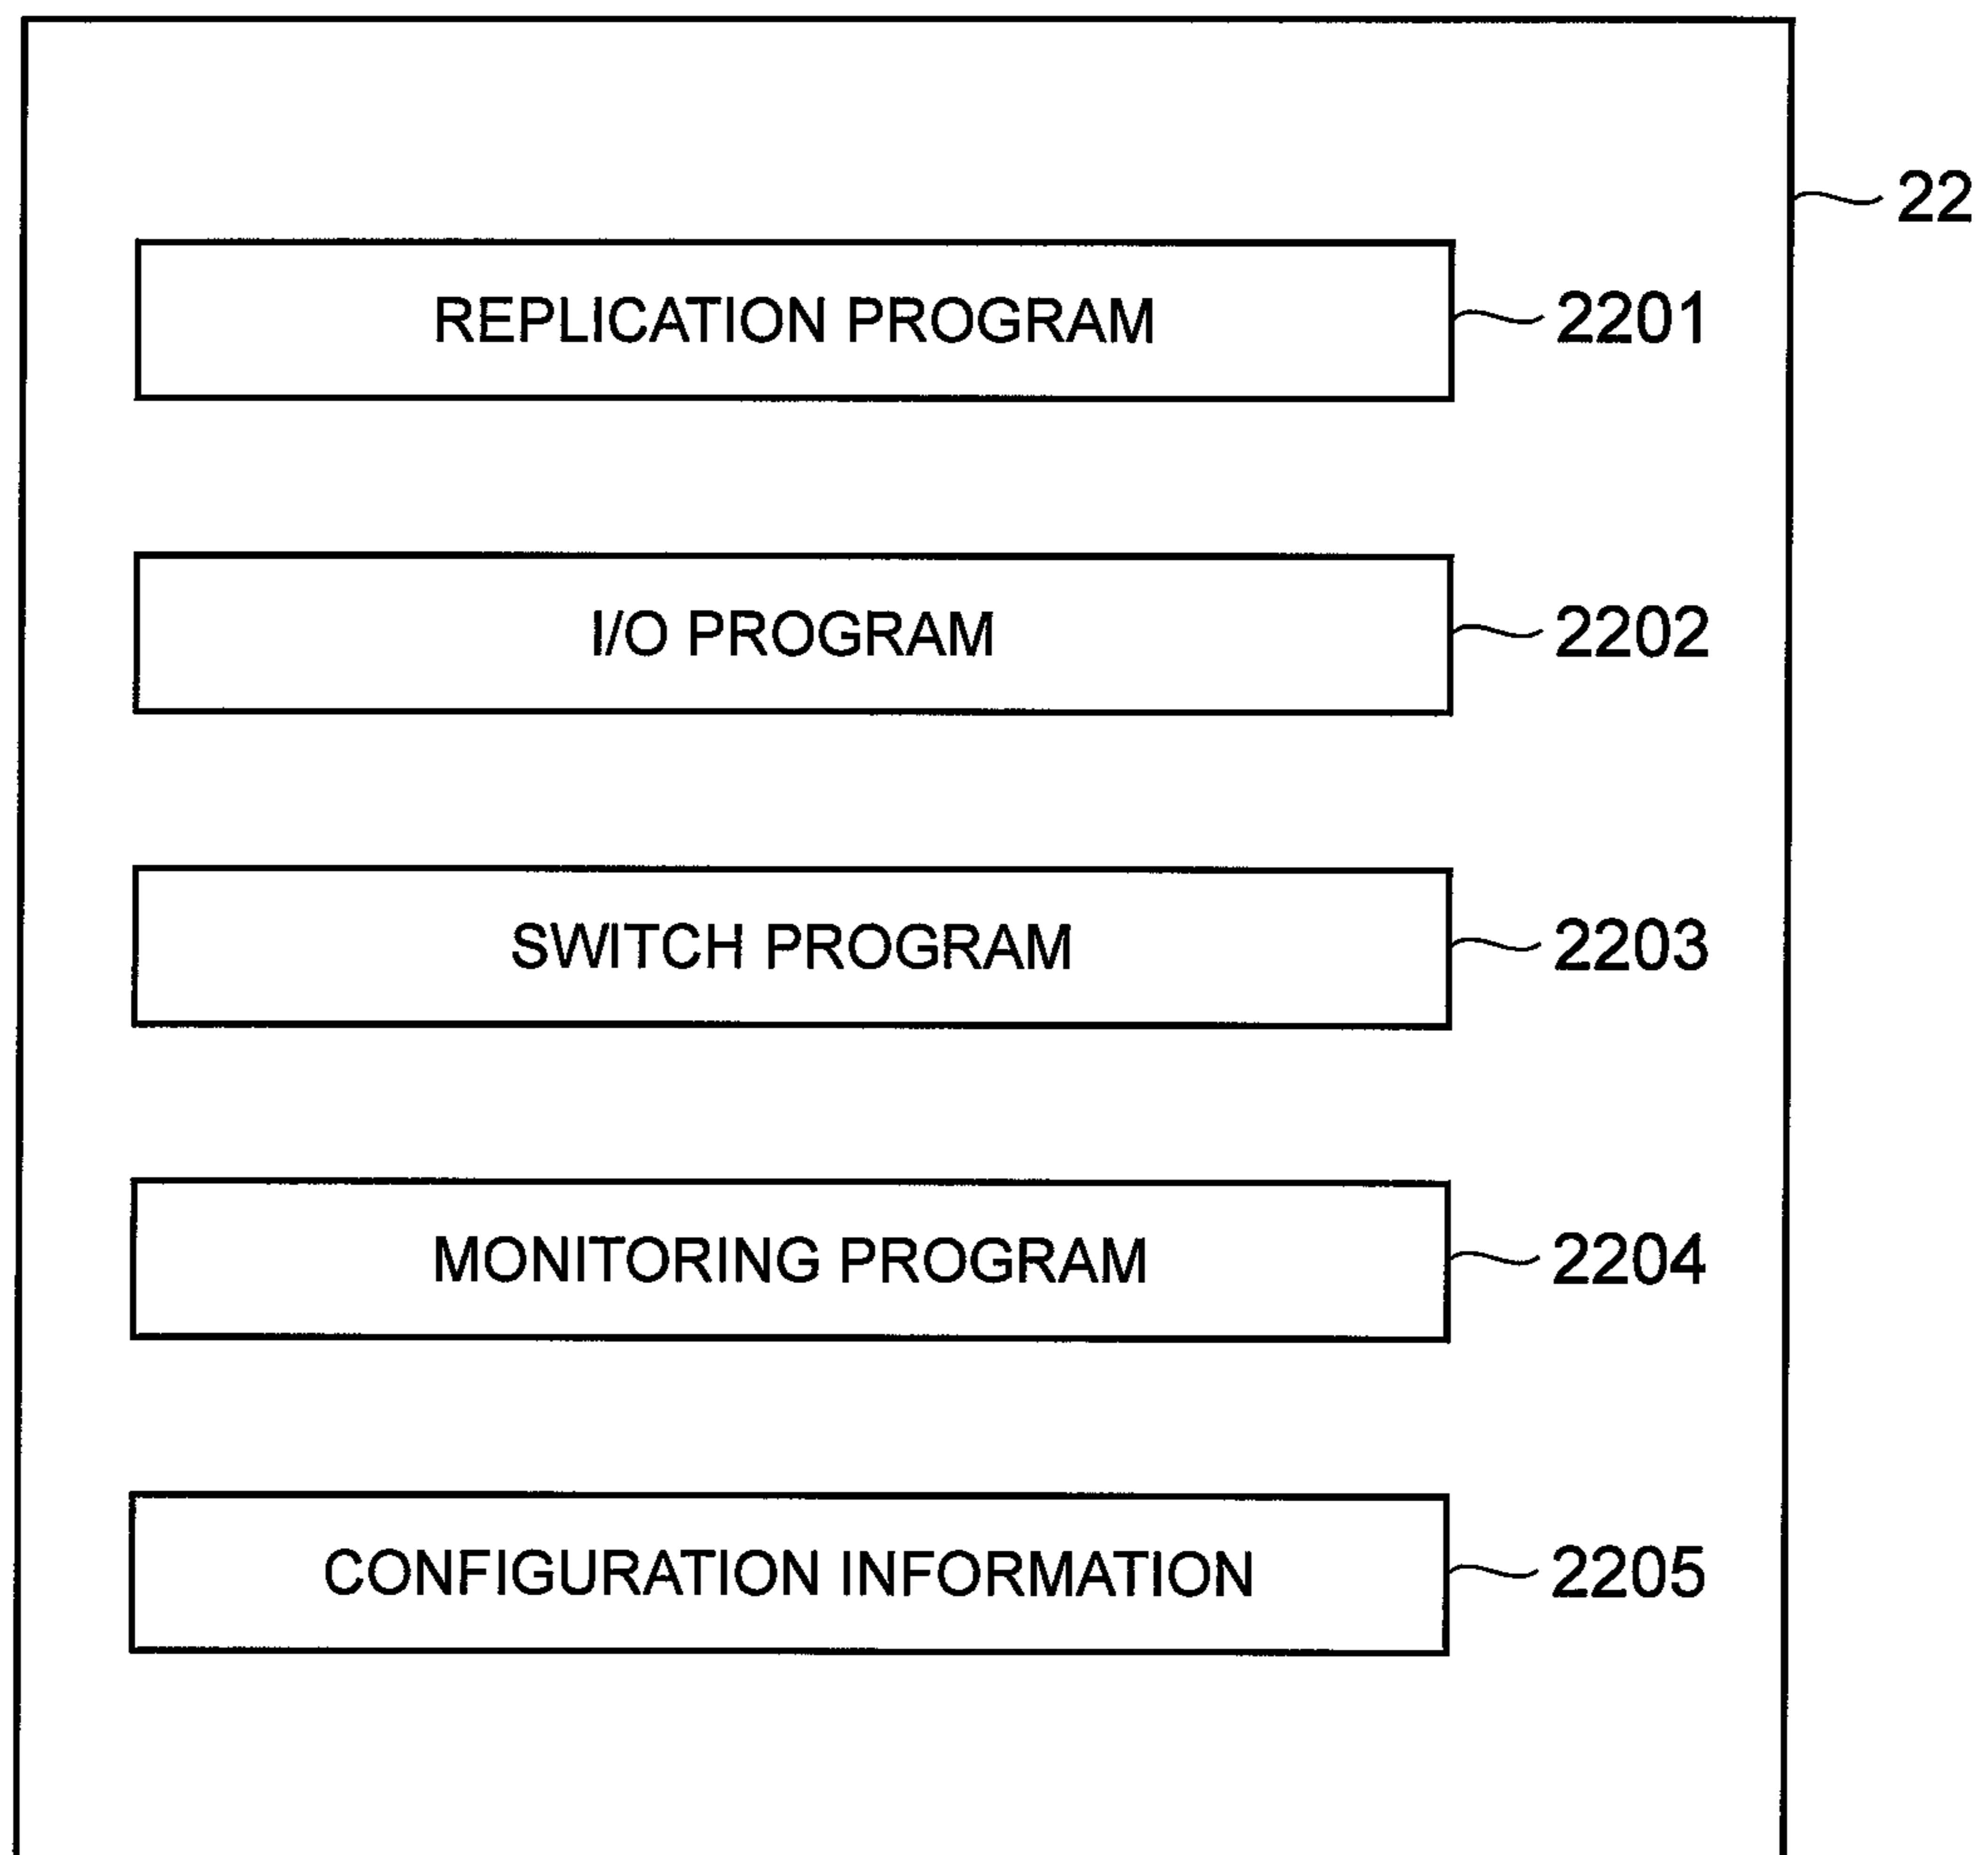 22
REPLICATION PROGRAM 2201
I/O PROGRAM 2202
SWITCH PROGRAM 2203
MONITORING PROGRAM 2204
CONFIGURATION INFORMATION 2205